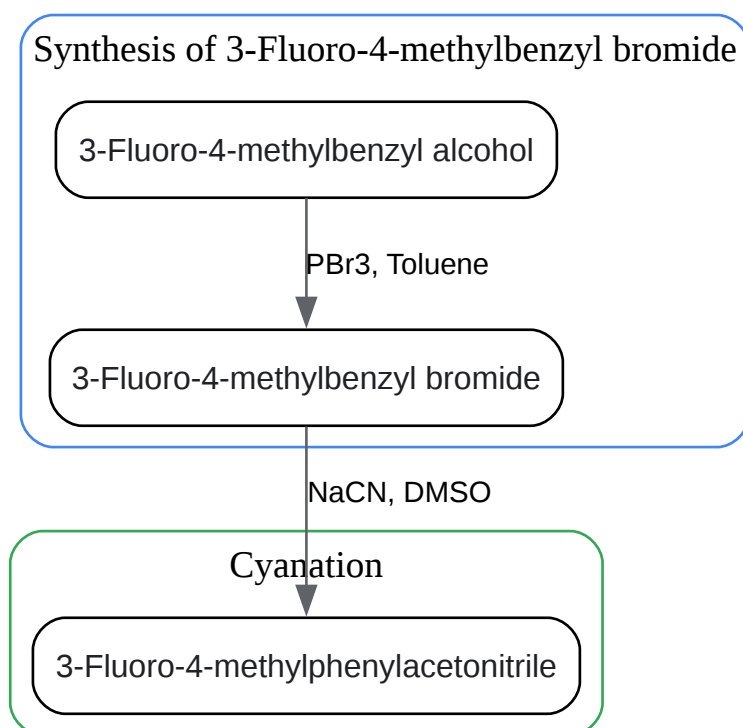 Synthesis of 3-Fluoro-4-methylbenzyl bromide
3-Fluoro-4-methylbenzyl alcohol
PBr3, Toluene
3-Fluoro-4-methylbenzyl bromide
NaCN, DMSO
Cyanation
3-Fluoro-4-methylphenylacetonitrile